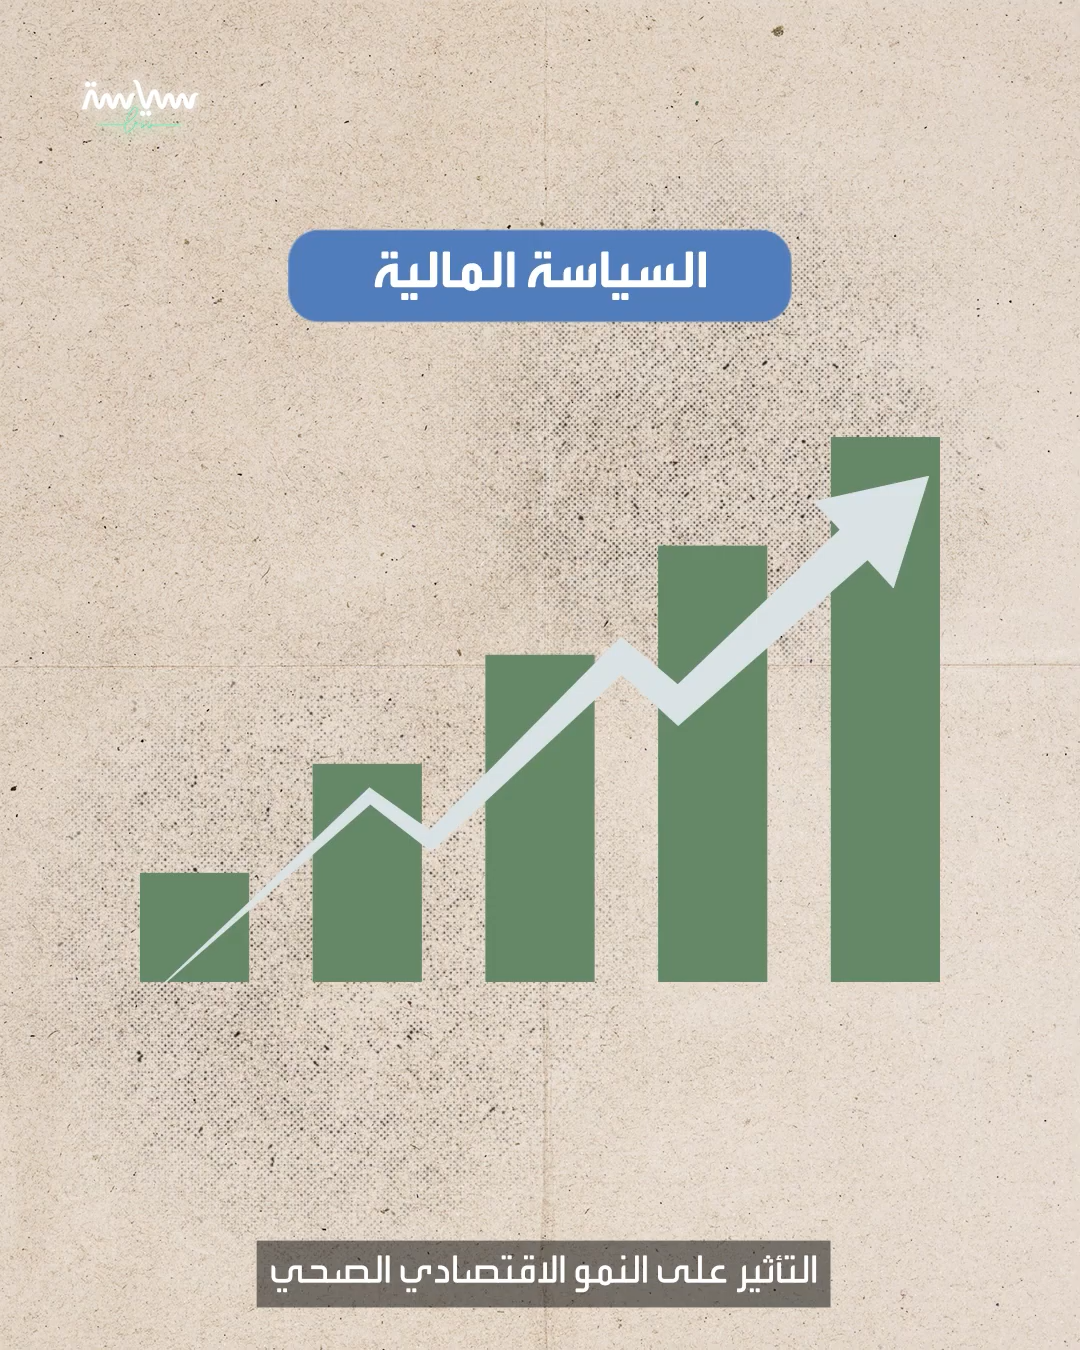 سياسة
السياسة المالية
التأثير على النمو الاقتصادي الصحي